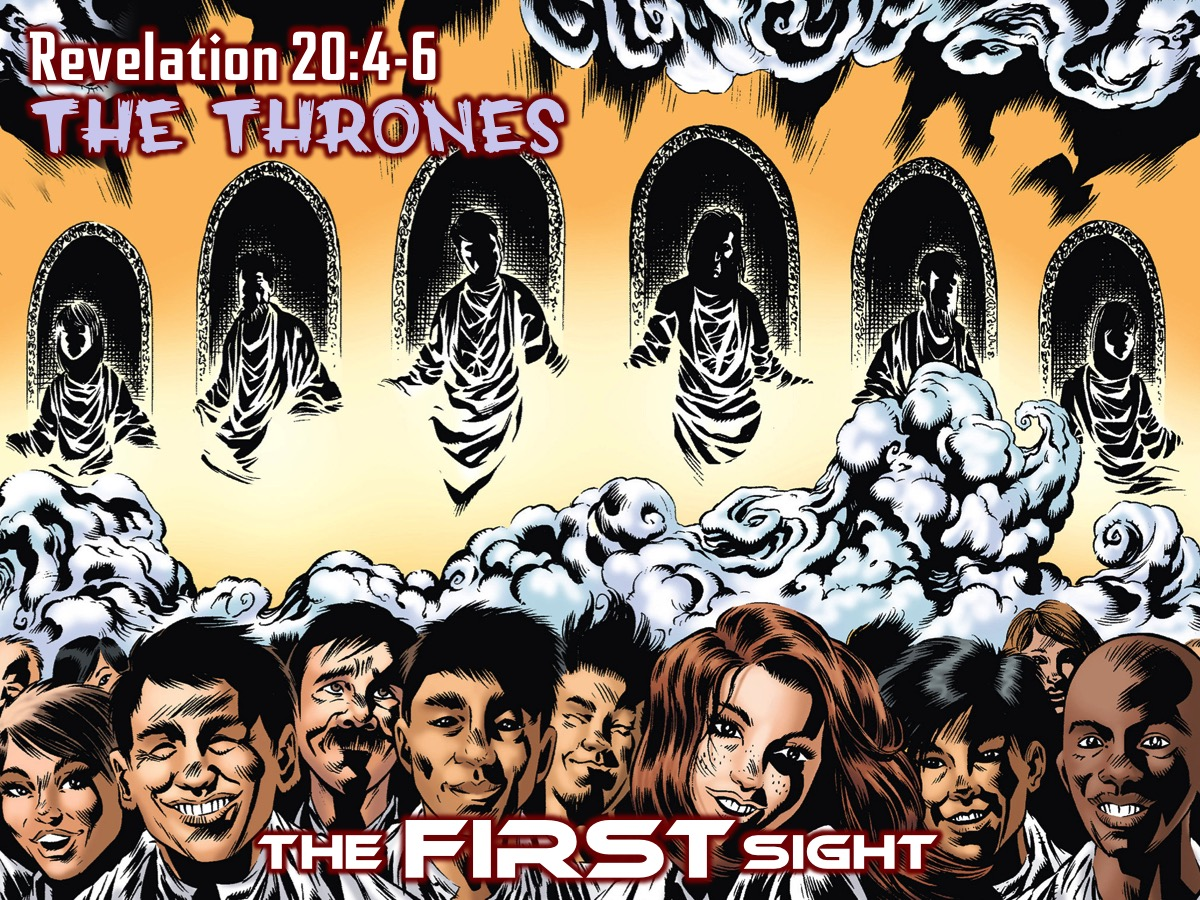 Revelation 20:4-6
THE THRONES
THE FIRST SIGHT